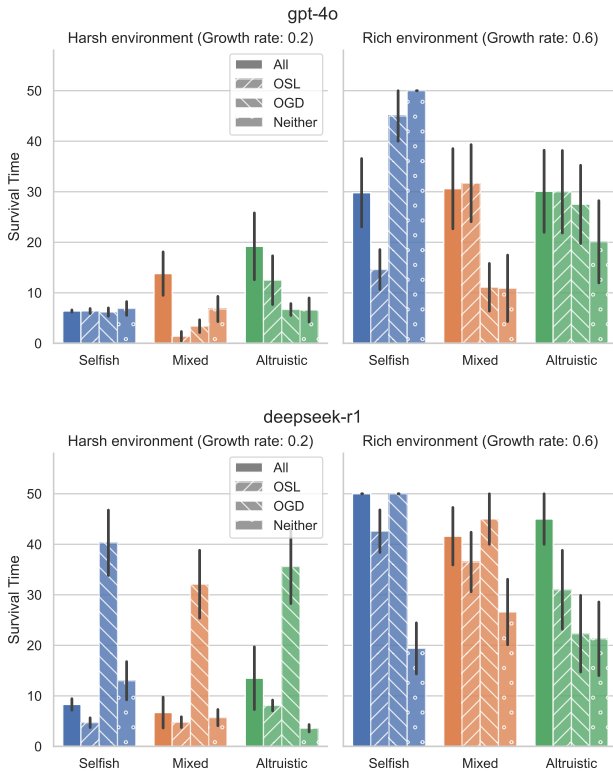 gpt-4o
Harsh environment (Growth rate: 0.2)
Rich environment (Growth rate: 0.6)
All
OSL
OGD
Neither
Survival Time
50
40
30
20
10
0
Selfish
Mixed
Altruistic
Selfish
Mixed
Altruistic
deepseek-r1
Harsh environment (Growth rate: 0.2)
Rich environment (Growth rate: 0.6)
All
OSL
OGD
Neither
Survival Time
50
40
30
20
10
0
Selfish
Mixed
Altruistic
Selfish
Mixed
Altruistic